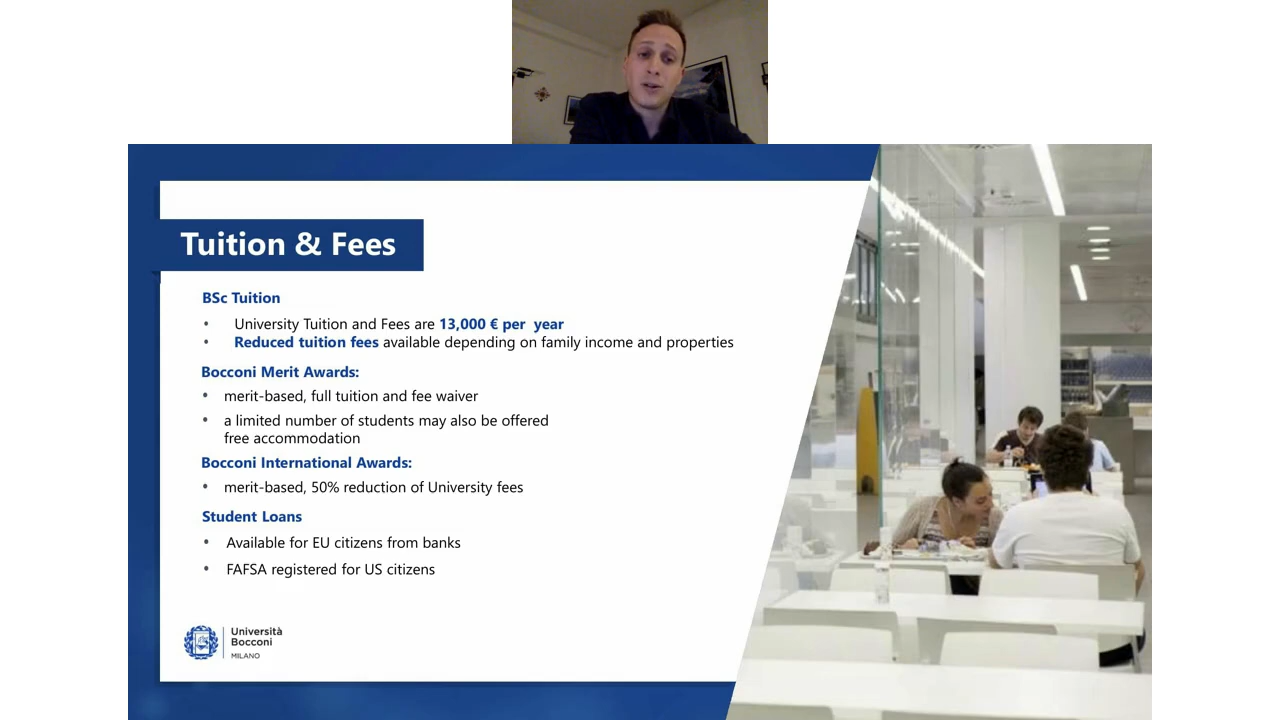 Tuition & Fees
BSc Tuition
• University Tuition and Fees are 13,000 € per  year
• Reduced tuition fees available depending on family income and properties
Bocconi Merit Awards:
• merit-based, full tuition and fee waiver
• a limited number of students may also be offered
free accommodation
Bocconi International Awards:
• merit-based, 50% reduction of University fees
Student Loans
• Available for EU citizens from banks
• FAFSA registered for US citizens
Università
Bocconi
MILANO